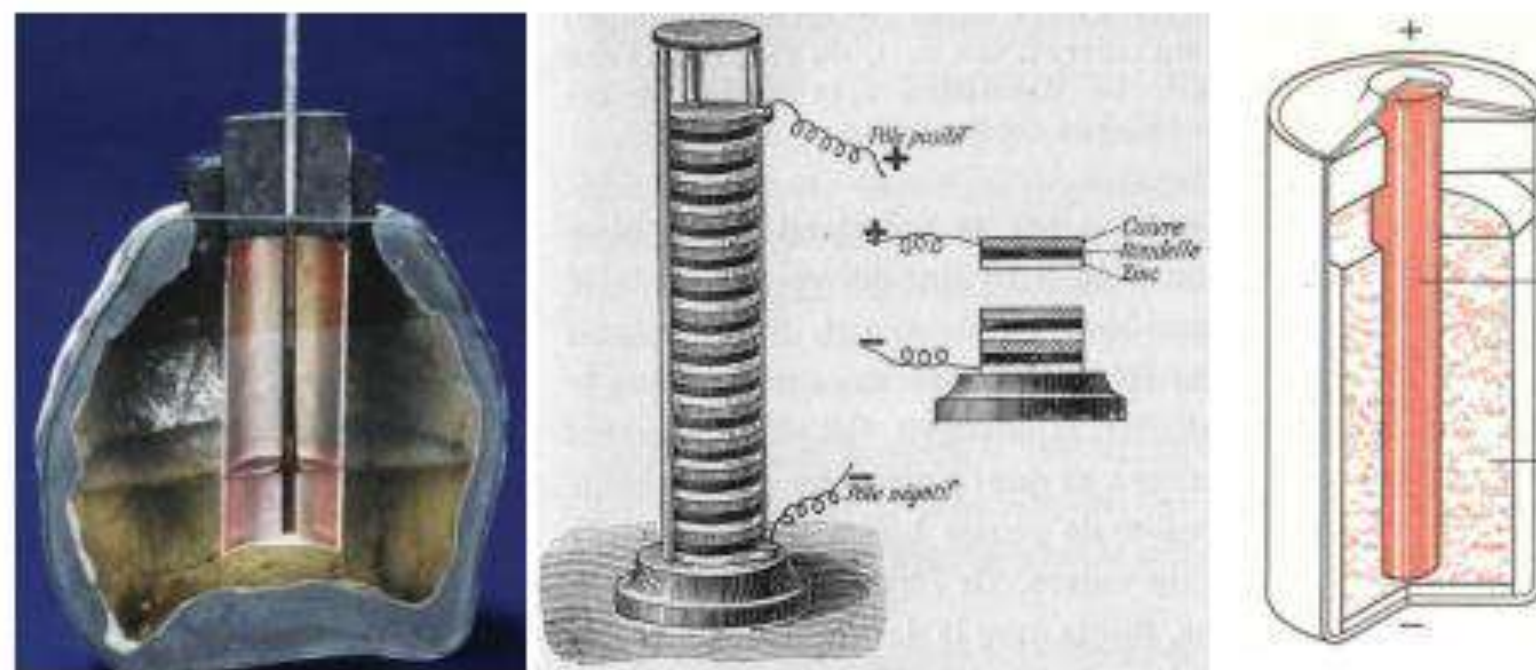 Pôle positif
+
+
Cuivre
Rondelle
Zinc
−
−
Pôle négatif
+
−